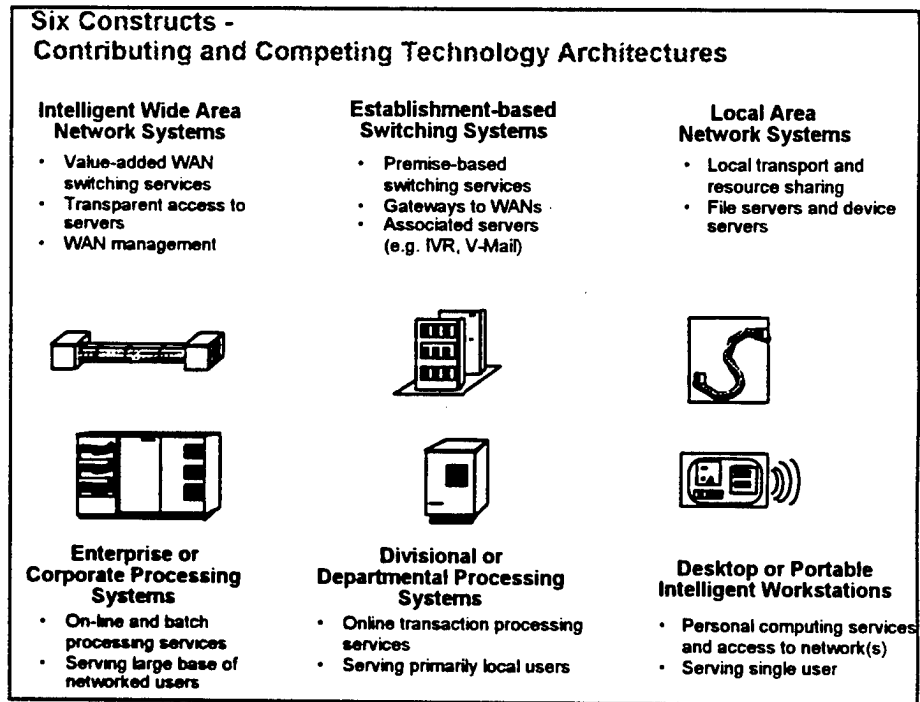 Six Constructs -
Contributing and Competing Technology Architectures
Intelligent Wide Area
Network Systems
• Value-added WAN
switching services
• Transparent access to
servers
• WAN management
Establishment-based
Switching Systems
• Premise-based
switching services
• Gateways to WANs
• Associated servers
(e.g. IVR, V-Mail)
Local Area
Network Systems
• Local transport and
resource sharing
• File servers and device
servers
Enterprise or
Corporate Processing
Systems
• On-line and batch
processing services
• Serving large base of
networked users
Divisional or
Departmental Processing
Systems
• Online transaction processing
services
• Serving primarily local users
Desktop or Portable
Intelligent Workstations
• Personal computing services
and access to network(s)
• Serving single user